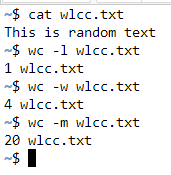 ~$ cat wlcc.txt
This is random text
~$ wc -l wlcc.txt
1 wlcc.txt
~$ wc -w wlcc.txt
4 wlcc.txt
~$ wc -m wlcc.txt
20 wlcc.txt
~$